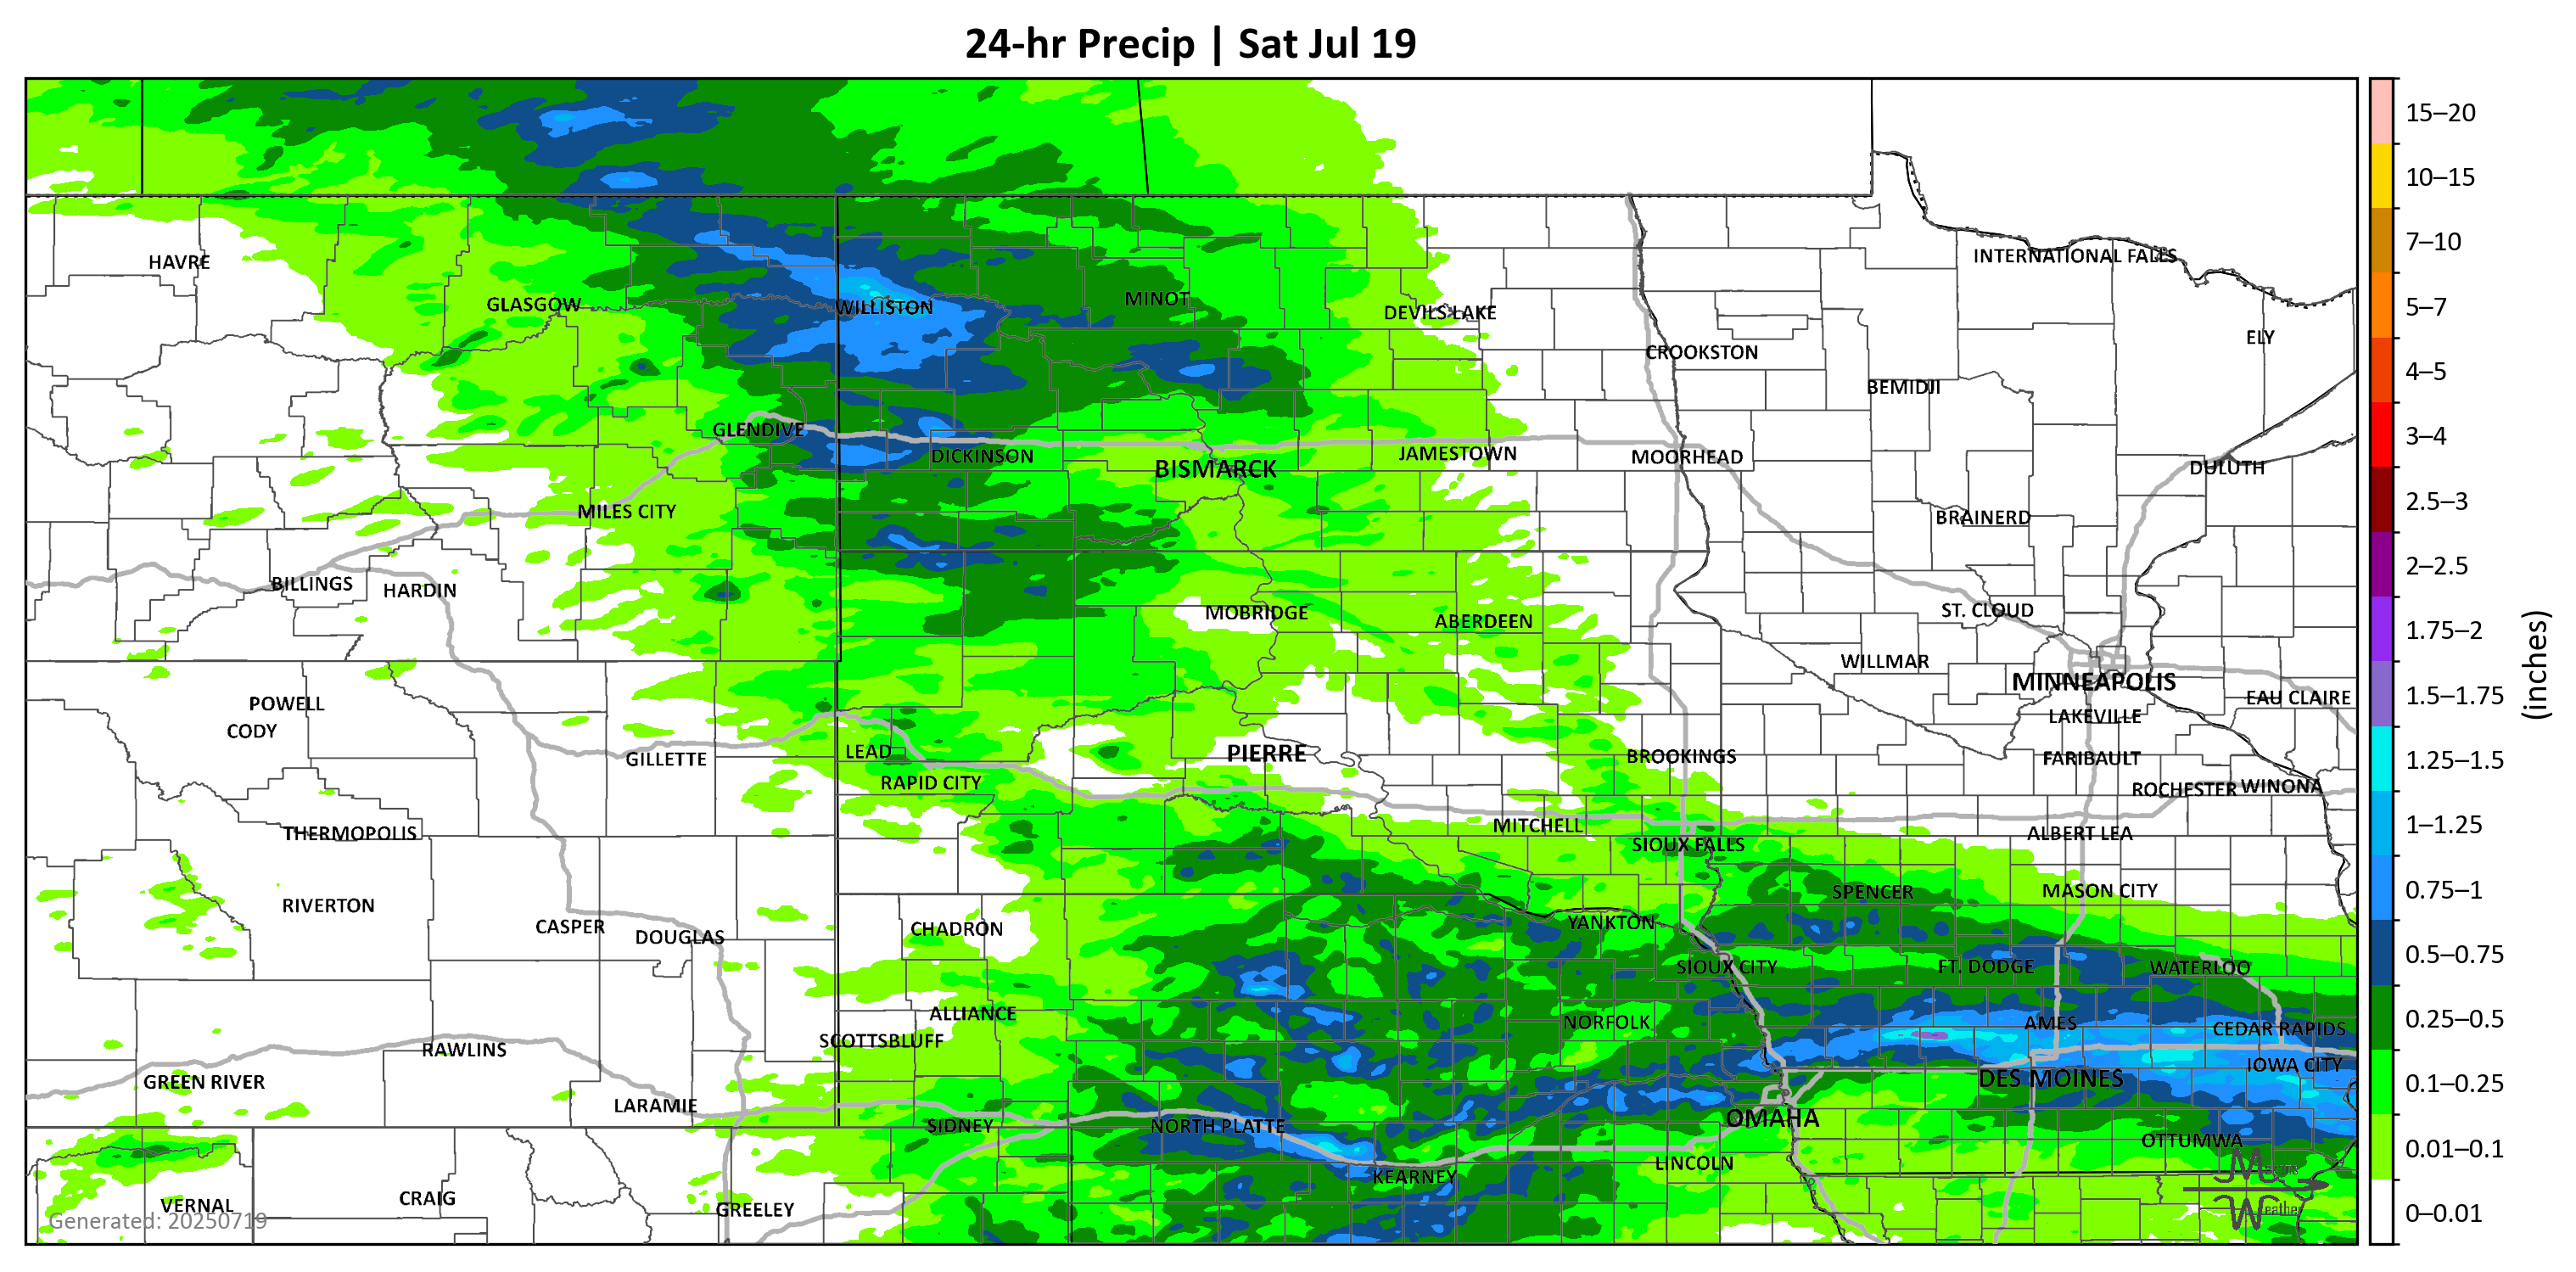 24-hr Precip | Sat Jul 19
15–20
10–15
7–10
5–7
4–5
3–4
2.5–3
2–2.5
1.75–2
1.5–1.75
1.25–1.5
1–1.25
0.75–1
0.5–0.75
0.25–0.5
0.1–0.25
0.01–0.1
0–0.01
(inches)
INTERNATIONAL FALLS
HAVRE
GLASGOW
WILLISTON
MINOT
DEVILS LAKE
ELY
CROOKSTON
BEMIDJI
GLENDIVE
DICKINSON
BISMARCK
JAMESTOWN
MOORHEAD
DULUTH
MILES CITY
BRAINERD
BILLINGS
HARDIN
MOBRIDGE
ABERDEEN
ST. CLOUD
WILLMAR
MINNEAPOLIS
EAU CLAIRE
POWELL
CODY
LAKEVILLE
GILLETTE
LEAD
PIERRE
BROOKINGS
FARIBAULT
RAPID CITY
ROCHESTER
WINONA
THERMOPOLIS
MITCHELL
ALBERT LEA
SIOUX FALLS
RIVERTON
SPENCER
MASON CITY
CASPER
DOUGLAS
CHADRON
YANKTON
SIOUX CITY
FT. DODGE
WATERLOO
ALLIANCE
NORFOLK
AMES
CEDAR RAPIDS
SCOTTSBLUFF
RAWLINS
IOWA CITY
GREEN RIVER
DES MOINES
LARAMIE
SIDNEY
NORTH PLATTE
OMAHA
OTTUMWA
LINCOLN
KEARNEY
VERNAL
CRAIG
GREELEY
Generated: 20250719
Weather